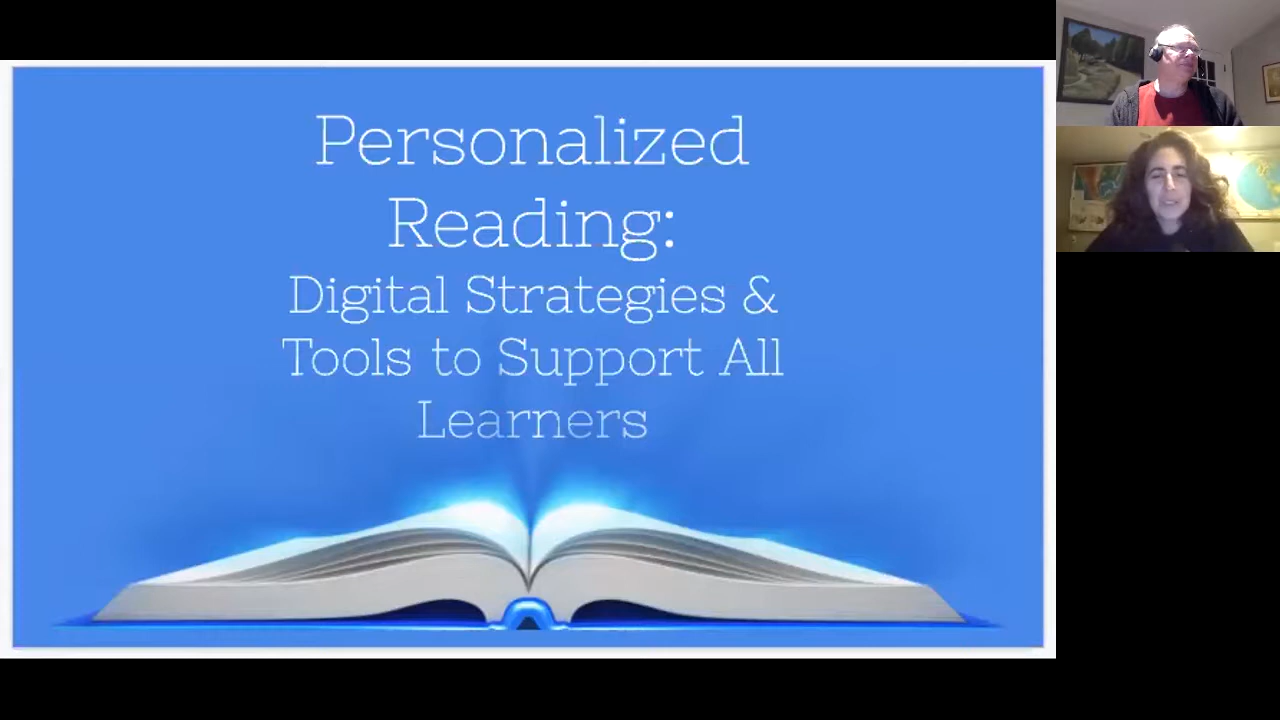 Personalized
Reading:
Digital Strategies &
Tools to Support All
Learners